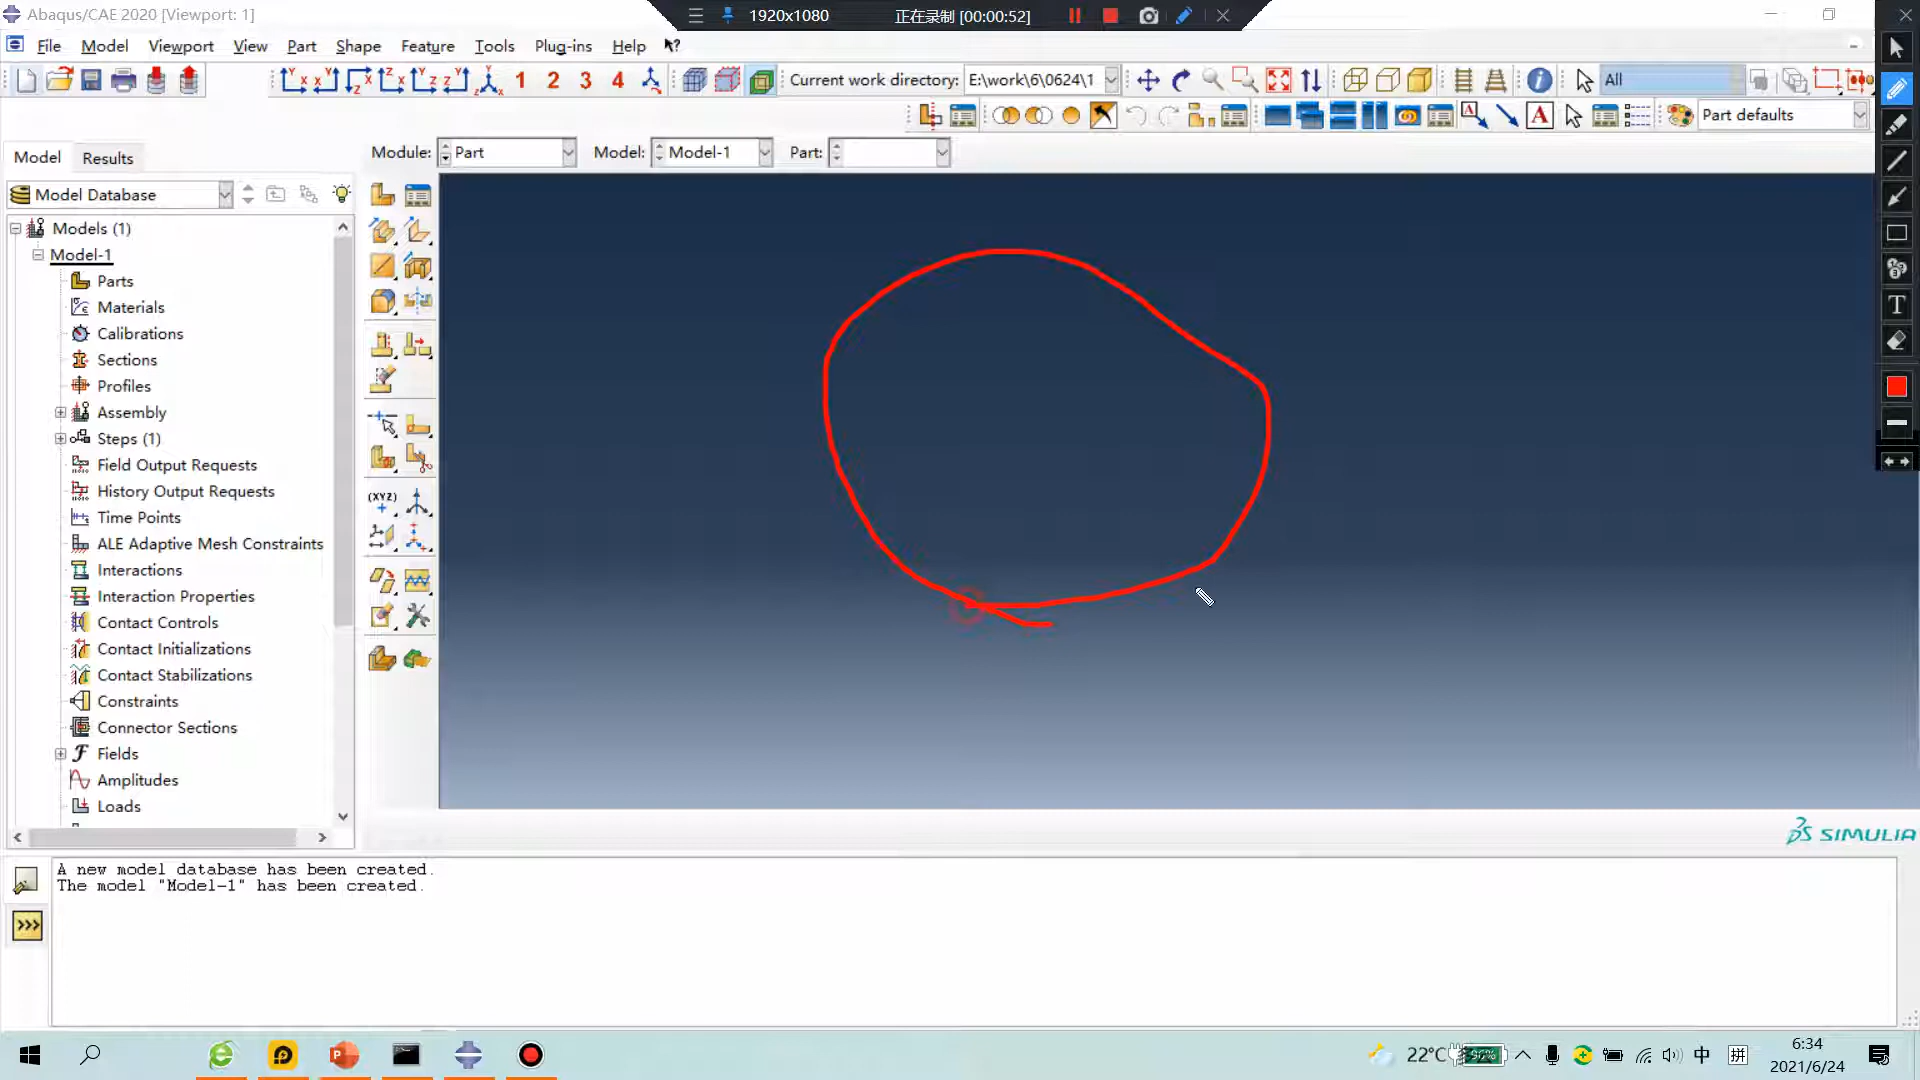 Abaqus/CAE 2020 [Viewport: 1]
1920x1080
正在录制 [00:00:52]
File Model Viewport View Part Shape Feature Tools Plug-ins Help
1 2 3 4
Current work directory: E:\work\6\0624\1
All
Part defaults
Model Results
Module: Part Model: Model-1 Part:
Model Database
Models (1)
Model-1
Parts
Materials
Calibrations
Sections
Profiles
Assembly
Steps (1)
Field Output Requests
History Output Requests
Time Points
ALE Adaptive Mesh Constraints
Interactions
Interaction Properties
Contact Controls
Contact Initializations
Contact Stabilizations
Constraints
Connector Sections
Fields
Amplitudes
Loads
(XYZ)
SIMULIA
A new model database has been created.
The model "Model-1" has been created.
22°C
96%
中
拼
6:34
2021/6/24